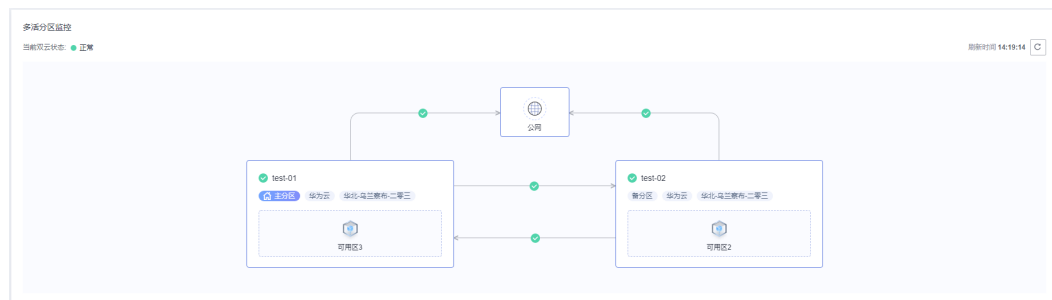 多活分区监控
当前双云状态: 正常
刷新时间 14:19:14
公网
test-01
主分区 华为云 华北-乌兰察布-二零三
可用区3
test-02
普分区 华为云 华北-乌兰察布-二零三
可用区2